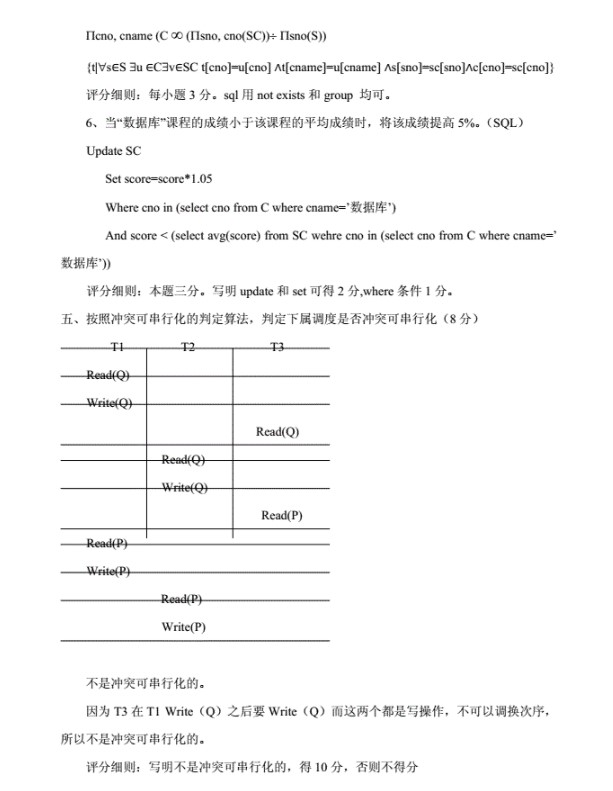 Πcno, cname (C ∞ (Πsno, cno(SC))÷ Πsno(S))
{t|∀s∈S ∃u ∈C∃v∈SC t[cno]=u[cno] ∧t[cname]=u[cname] ∧s[sno]=sc[sno]∧c[cno]=sc[cno]}
评分细则：每小题 3 分。sql 用 not exists 和 group 均可。
6、当“数据库”课程的成绩小于该课程的平均成绩时，将该成绩提高 5%。（SQL）
Update SC
Set score=score*1.05
Where cno in (select cno from C where cname=’数据库’)
And score < (select avg(score) from SC wehre cno in (select cno from C where cname=’
数据库’))
评分细则：本题三分。写明 update 和 set 可得 2 分,where 条件 1 分。
五、按照冲突可串行化的判定算法，判定下属调度是否冲突可串行化（8 分）
T1 T2 T3
Read(Q)
Write(Q)
Read(Q)
Read(Q)
Write(Q)
Read(P)
Read(P)
Write(P)
Read(P)
Write(P)
不是冲突可串行化的。
因为 T3 在 T1 Write（Q）之后要 Write（Q）而这两个都是写操作，不可以调换次序，
所以不是冲突可串行化的。
评分细则：写明不是冲突可串行化的，得 10 分，否则不得分